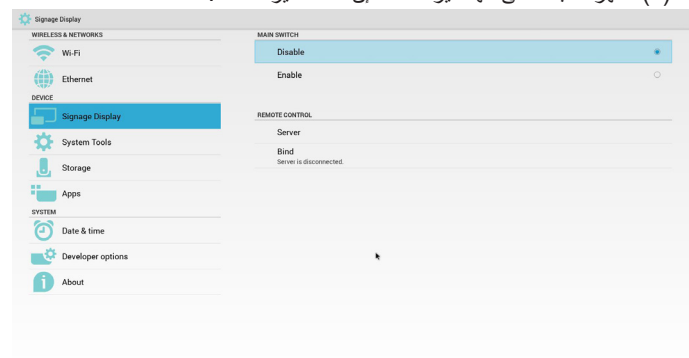 Signage Display
WIRELESS & NETWORKS
Wi-Fi
Ethernet
DEVICE
Signage Display
System Tools
Storage
Apps
SYSTEM
Date & time
Developer options
About
MAIN SWITCH
Disable
Enable
REMOTE CONTROL
Server
Bind
Server is disconnected.